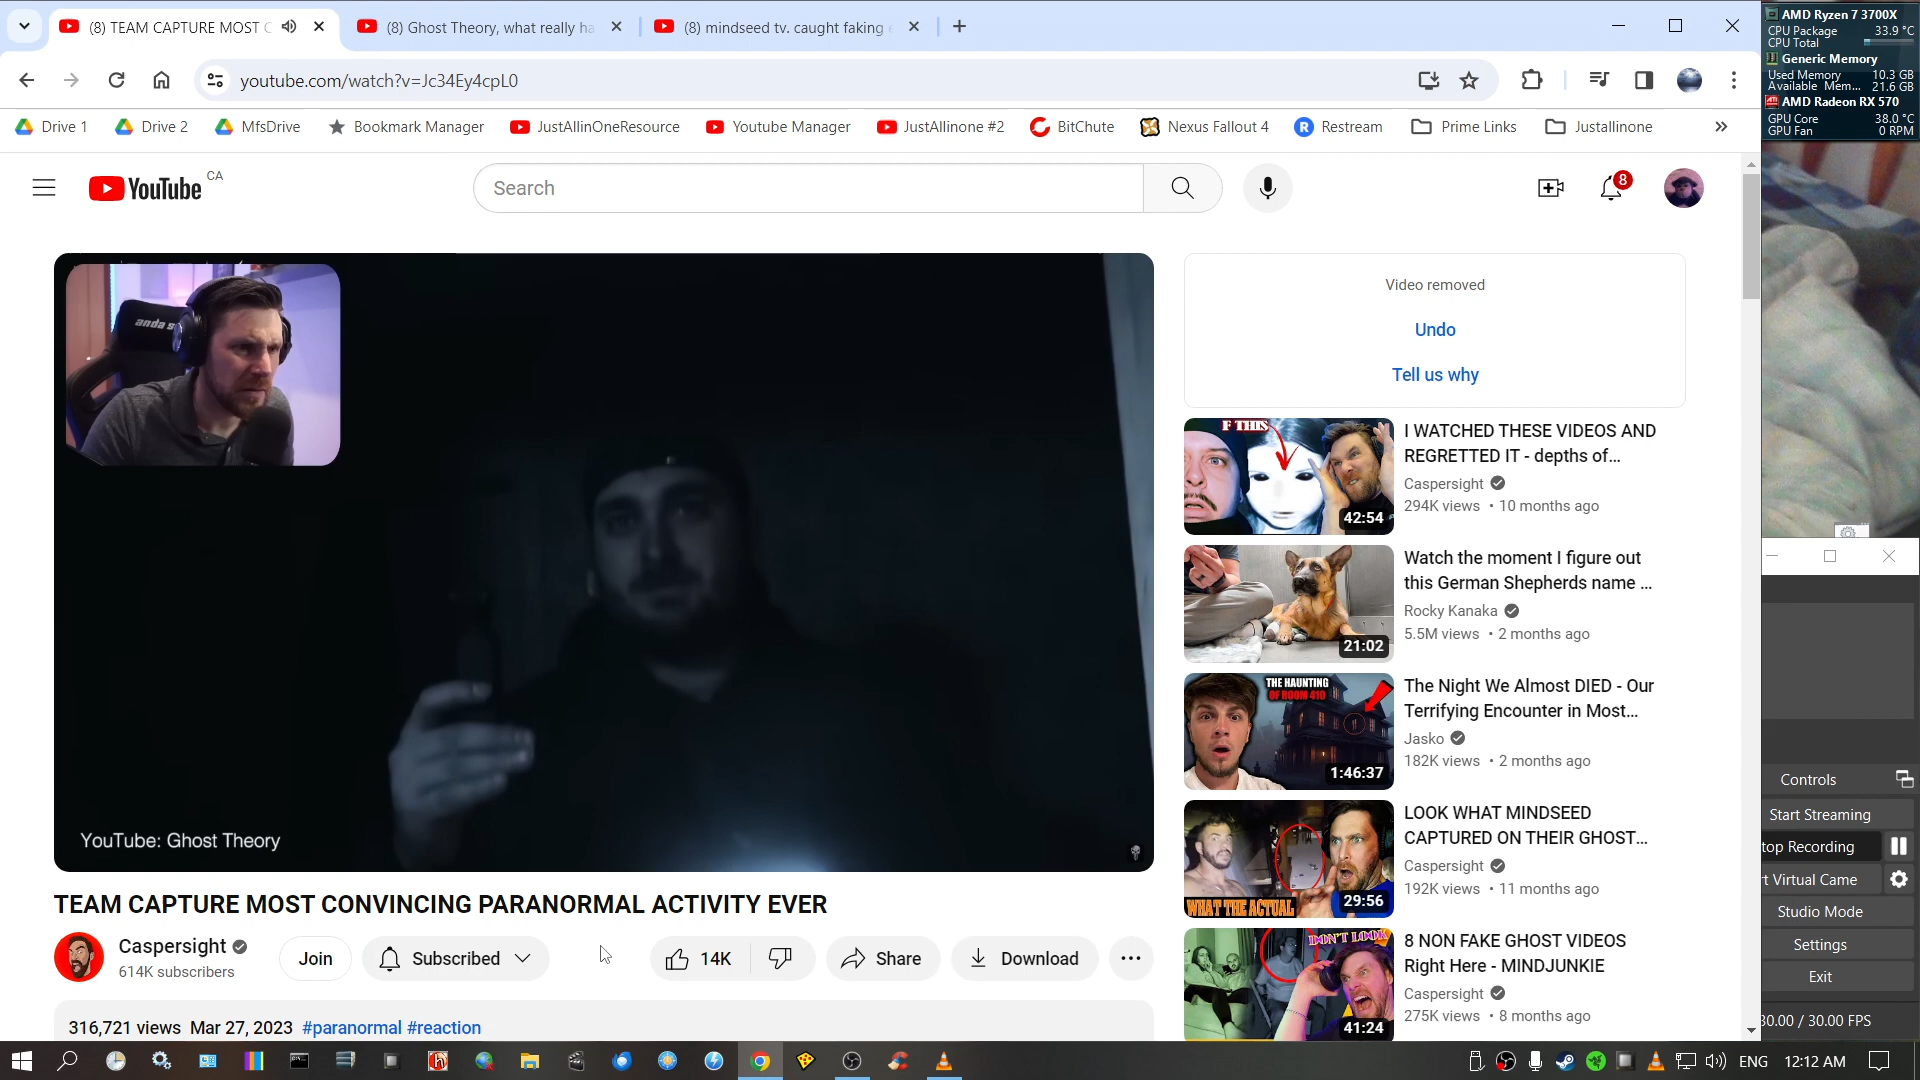 (8) TEAM CAPTURE MOST C
(8) Ghost Theory, what really ha
(8) mindseed tv. caught faking e
youtube.com/watch?v=Jc34Ey4cpL0
Drive 1
Drive 2
MfsDrive
Bookmark Manager
JustAllinOneResource
Youtube Manager
JustAllinone #2
BitChute
Nexus Fallout 4
Restream
Prime Links
Justallinone
»
AMD Ryzen 7 3700X
CPU Package 33.9 °C
CPU Total
Generic Memory
Used Memory 10.3 GB
Available Mem... 21.6 GB
AMD Radeon RX 570
GPU Core 38.0 °C
GPU Fan 0 RPM
YouTube CA
Search
8
anda s
YouTube: Ghost Theory
TEAM CAPTURE MOST CONVINCING PARANORMAL ACTIVITY EVER
Caspersight
614K subscribers
Join
Subscribed
14K
Share
Download
316,721 views Mar 27, 2023 #paranormal #reaction
Video removed
Undo
Tell us why
F THIS
42:54
I WATCHED THESE VIDEOS AND
REGRETTED IT - depths of...
Caspersight
294K views • 10 months ago
21:02
Watch the moment I figure out
this German Shepherds name ...
Rocky Kanaka
5.5M views • 2 months ago
THE HAUNTING
OF ROOM 410
1:46:37
The Night We Almost DIED - Our
Terrifying Encounter in Most...
Jasko
182K views • 2 months ago
WHAT THE ACTUAL
29:56
LOOK WHAT MINDSEED
CAPTURED ON THEIR GHOST...
Caspersight
192K views • 11 months ago
DON'T LOOK
41:24
8 NON FAKE GHOST VIDEOS
Right Here - MINDJUNKIE
Caspersight
275K views • 8 months ago
Controls
Start Streaming
top Recording
t Virtual Came
Studio Mode
Settings
Exit
30.00 / 30.00 FPS
ENG
12:12 AM